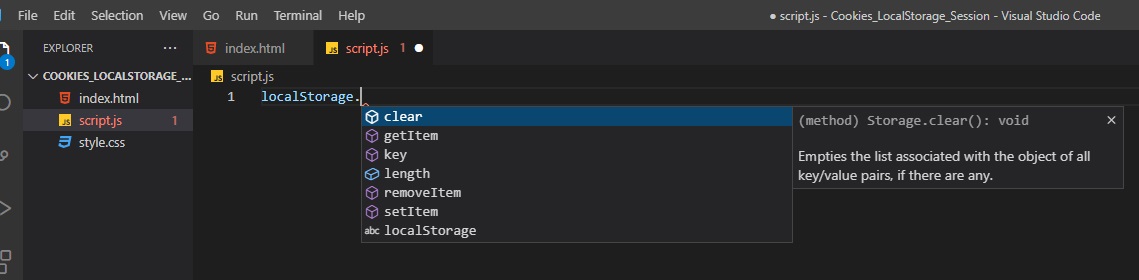 File Edit Selection View Go Run Terminal Help ● script.js - Cookies_LocalStorage_Session - Visual Studio Code
EXPLORER ···
index.html
script.js 1 ●
1
COOKIES_LOCALSTORAGE_...
index.html
script.js 1
style.css
JS script.js
1 localStorage.
clear
getItem
key
length
removeItem
setItem
abc localStorage
(method) Storage.clear(): void ×
Empties the list associated with the object of all
key/value pairs, if there are any.